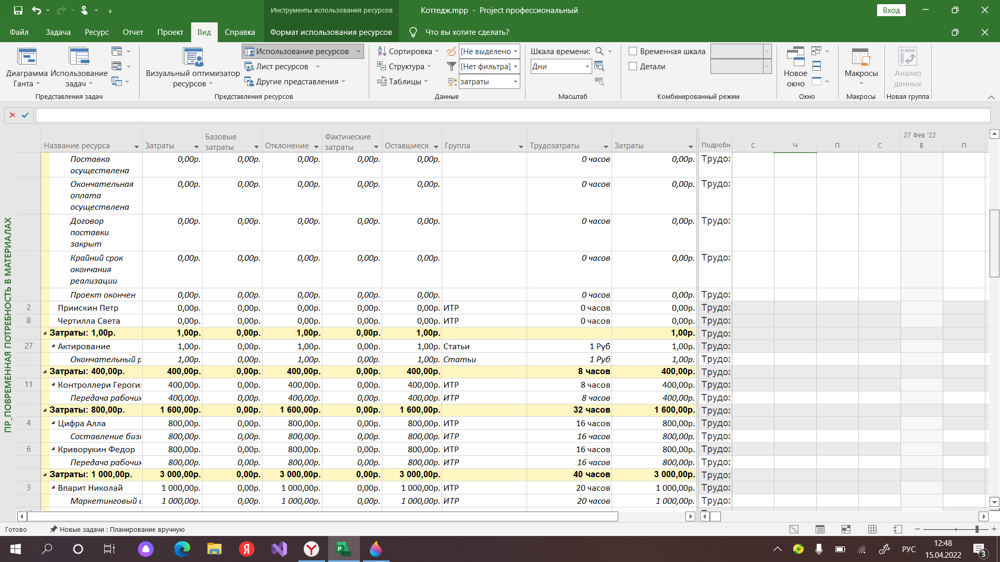 Инструменты использования ресурсов
Коттедж.mpp - Project профессиональный
Вход
Файл Задача Ресурс Отчет Проект Вид Справка Формат использования ресурсов Что вы хотите сделать?
Диаграмма Ганта
Использование задач
Представления задач
Визуальный оптимизатор ресурсов
Использование ресурсов
Лист ресурсов
Другие представления
Представления ресурсов
Сортировка [Не выделено
Структура [Нет фильтра]
Таблицы затраты
Данные
Шкала времени:
Дни
Масштаб
Временная шкала
Детали
Комбинированный режим
Новое окно
Окно
Макросы
Макросы
Анализ данных
Новая группа
ПР_ПОВРЕМЕННАЯ ПОТРЕБНОСТЬ В МАТЕРИАЛАХ
Название ресурса Затраты Базовые затраты Отклонение Фактические затраты Оставшиеся Группа Трудозатраты Затраты Подробн
27 Фев '22
С Ч П С В П
Поставка осуществлена 0,00р. 0,00р. 0,00р. 0,00р. 0,00р. 0 часов 0,00р. Трудоз
Окончательная оплата осуществлена 0,00р. 0,00р. 0,00р. 0,00р. 0,00р. 0 часов 0,00р. Трудоз
Договор поставки закрыт 0,00р. 0,00р. 0,00р. 0,00р. 0,00р. 0 часов 0,00р. Трудоз
Крайний срок окончания реализации 0,00р. 0,00р. 0,00р. 0,00р. 0,00р. 0 часов 0,00р. Трудоз
Проект окончен 0,00р. 0,00р. 0,00р. 0,00р. 0,00р. 0 часов 0,00р. Трудоз
2 Приискин Петр 0,00р. 0,00р. 0,00р. 0,00р. 0,00р. ИТР 0 часов 0,00р. Трудоз
8 Чертилла Света 0,00р. 0,00р. 0,00р. 0,00р. 0,00р. ИТР 0 часов 0,00р. Трудоз
Затраты: 1,00р. 1,00р. 0,00р. 1,00р. 0,00р. 1,00р. 1,00р. Трудоз
27 Актирование 1,00р. 0,00р. 1,00р. 0,00р. 1,00р. Статьи 1 Руб 1,00р. Трудоз
Окончательный р 1,00р. 0,00р. 1,00р. 0,00р. 1,00р. Статьи 1 Руб 1,00р. Трудоз
Затраты: 400,00р. 400,00р. 0,00р. 400,00р. 0,00р. 400,00р. 8 часов 400,00р. Трудоз
11 Контроллери Героги 400,00р. 0,00р. 400,00р. 0,00р. 400,00р. ИТР 8 часов 400,00р. Трудоз
Передача рабочих 400,00р. 0,00р. 400,00р. 0,00р. 400,00р. ИТР 8 часов 400,00р. Трудоз
Затраты: 800,00р. 1 600,00р. 0,00р. 1 600,00р. 0,00р. 1 600,00р. 32 часов 1 600,00р. Трудоз
4 Цифра Алла 800,00р. 0,00р. 800,00р. 0,00р. 800,00р. ИТР 16 часов 800,00р. Трудоз
Составление бизн 800,00р. 0,00р. 800,00р. 0,00р. 800,00р. ИТР 16 часов 800,00р. Трудоз
6 Криворукин Федор 800,00р. 0,00р. 800,00р. 0,00р. 800,00р. ИТР 16 часов 800,00р. Трудоз
Передача рабочих 800,00р. 0,00р. 800,00р. 0,00р. 800,00р. ИТР 16 часов 800,00р. Трудоз
Затраты: 1 000,00р. 3 000,00р. 0,00р. 3 000,00р. 0,00р. 3 000,00р. 40 часов 3 000,00р. Трудоз
3 Впарит Николай 1 000,00р. 0,00р. 1 000,00р. 0,00р. 1 000,00р. ИТР 20 часов 1 000,00р. Трудоз
Маркетинговый 1 000,00р. 0,00р. 1 000,00р. 0,00р. 1 000,00р. ИТР 20 часов 1 000,00р. Трудоз
Готово Новые задачи : Планирование вручную
РУС 12:48
15.04.2022 3